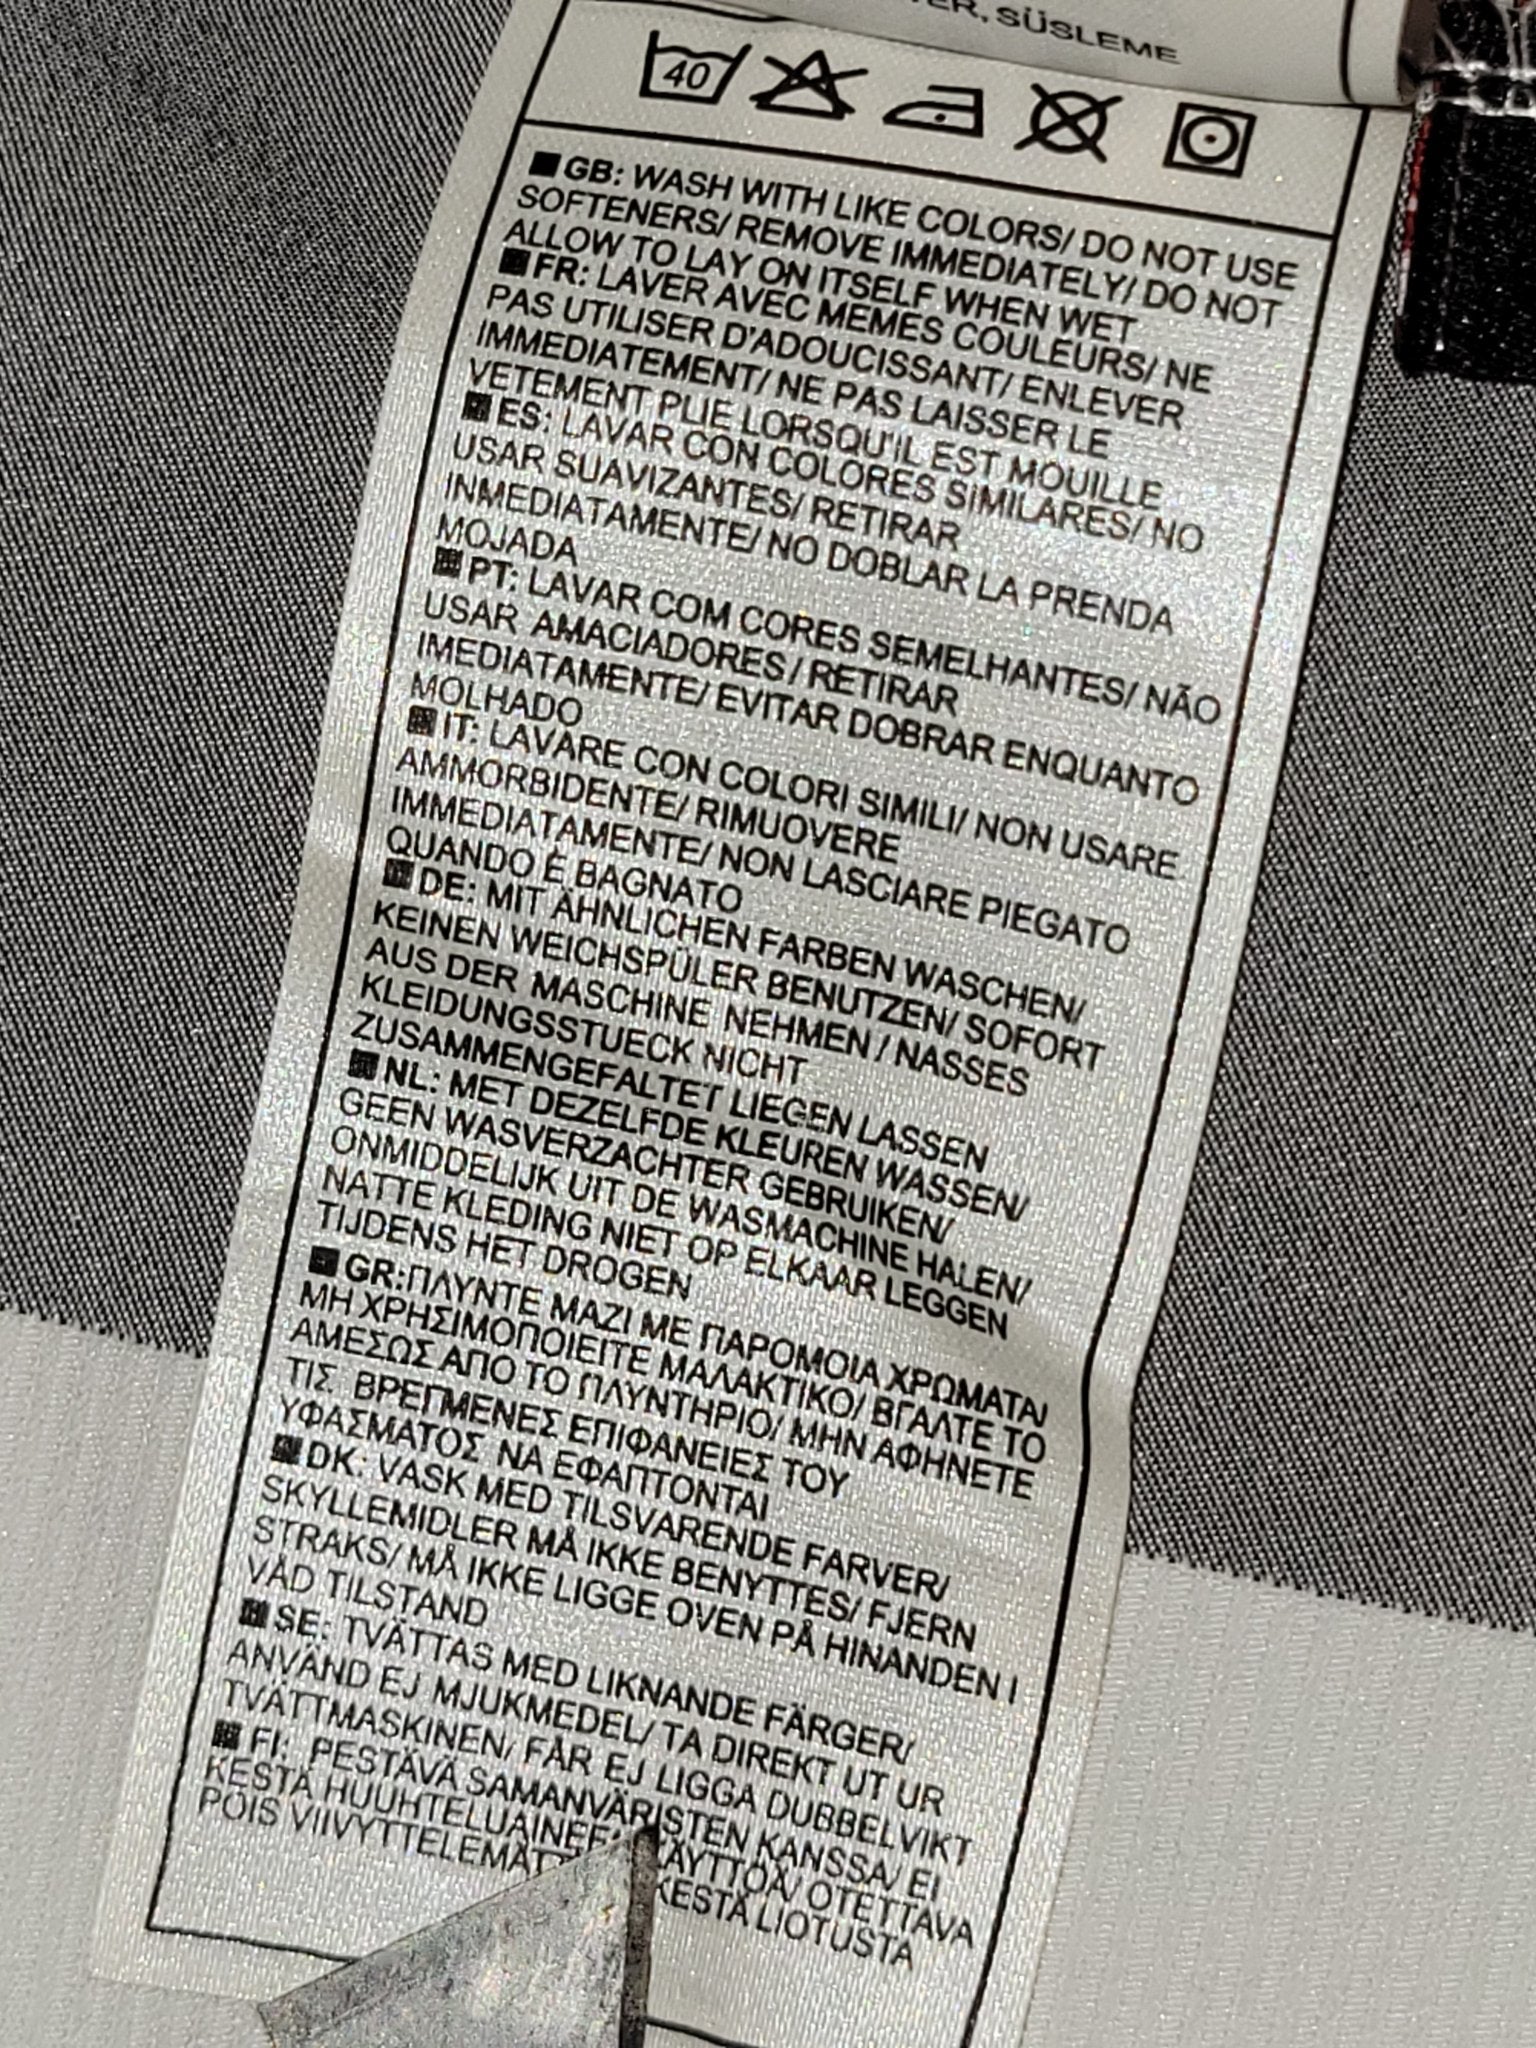 SÜSLEME
40
GB: WASH WITH LIKE COLORS/ DO NOT USE
SOFTENERS/ REMOVE IMMEDIATELY/ DO NOT
ALLOW TO LAY ON ITSELF WHEN WET
FR: LAVER AVEC MEMES COULEURS/ NE
PAS UTILISER D'ADOUCISSANT/ ENLEVER
IMMEDIATEMENT/ NE PAS LAISSER LE
VETEMENT PLIE LORSQU'IL EST MOUILLE
ES: LAVAR CON COLORES SIMILARES/ NO
USAR SUAVIZANTES/ RETIRAR
INMEDIATAMENTE/ NO DOBLAR LA PRENDA
MOJADA
PT: LAVAR COM CORES SEMELHANTES/ NÃO
USAR AMACIADORES/ RETIRAR
IMEDIATAMENTE/ EVITAR DOBRAR ENQUANTO
MOLHADO
IT: LAVARE CON COLORI SIMILI/ NON USARE
AMMORBIDENTE/ RIMUOVERE
IMMEDIATAMENTE/ NON LASCIARE PIEGATO
QUANDO È BAGNATO
DE: MIT ÄHNLICHEN FARBEN WASCHEN/
KEINEN WEICHSPÜLER BENUTZEN/ SOFORT
AUS DER MASCHINE NEHMEN / NASSES
KLEIDUNGSSTUECK NICHT
ZUSAMMENGEFALTET LIEGEN LASSEN
NL: MET DEZELFDE KLEUREN WASSEN/
GEEN WASVERZACHTER GEBRUIKEN/
ONMIDDELIJK UIT DE WASMACHINE HALEN/
NATTE KLEDING NIET OP ELKAAR LEGGEN
TIJDENS HET DROGEN
GR:ΠΛΥΝΤΕ ΜΑΖΙ ΜΕ ΠΑΡΟΜΟΙΑ ΧΡΩΜΑΤΑ/
ΜΗ ΧΡΗΣΙΜΟΠΟΙΕΙΤΕ ΜΑΛΑΚΤΙΚΟ/ ΒΓΑΛΤΕ ΤΟ
ΑΜΕΣΩΣ ΑΠΟ ΤΟ ΠΛΥΝΤΗΡΙΟ/ ΜΗΝ ΑΦΗΝΕΤΕ
ΤΙΣ ΒΡΕΓΜΕΝΕΣ ΕΠΙΦΑΝΕΙΕΣ ΤΟΥ
ΥΦΑΣΜΑΤΟΣ ΝΑ ΕΦΑΠΤΟΝΤΑΙ
DK: VASK MED TILSVARENDE FARVER/
SKYLLEMIDLER MÅ IKKE BENYTTES/ FJERN
STRAKS/ MÅ IKKE LIGGE OVEN PÅ HINANDEN I
VÅD TILSTAND
SE: TVÄTTAS MED LIKNANDE FÄRGER/
ANVÄND EJ MJUKMEDEL/ TA DIREKT UT UR
TVÄTTMASKINEN/ FÅR EJ LIGGA DUBBELVIKT
FI: PESTÄVÄ SAMANVÄRISTEN KANSSA/ EI
KESTÄ HUUHTELUAINEEN KÄYTTÖÄ/ OTETTAVA
POIS VIIVYTTELEMÄTTÄ KESTÄ LIOTUSTA